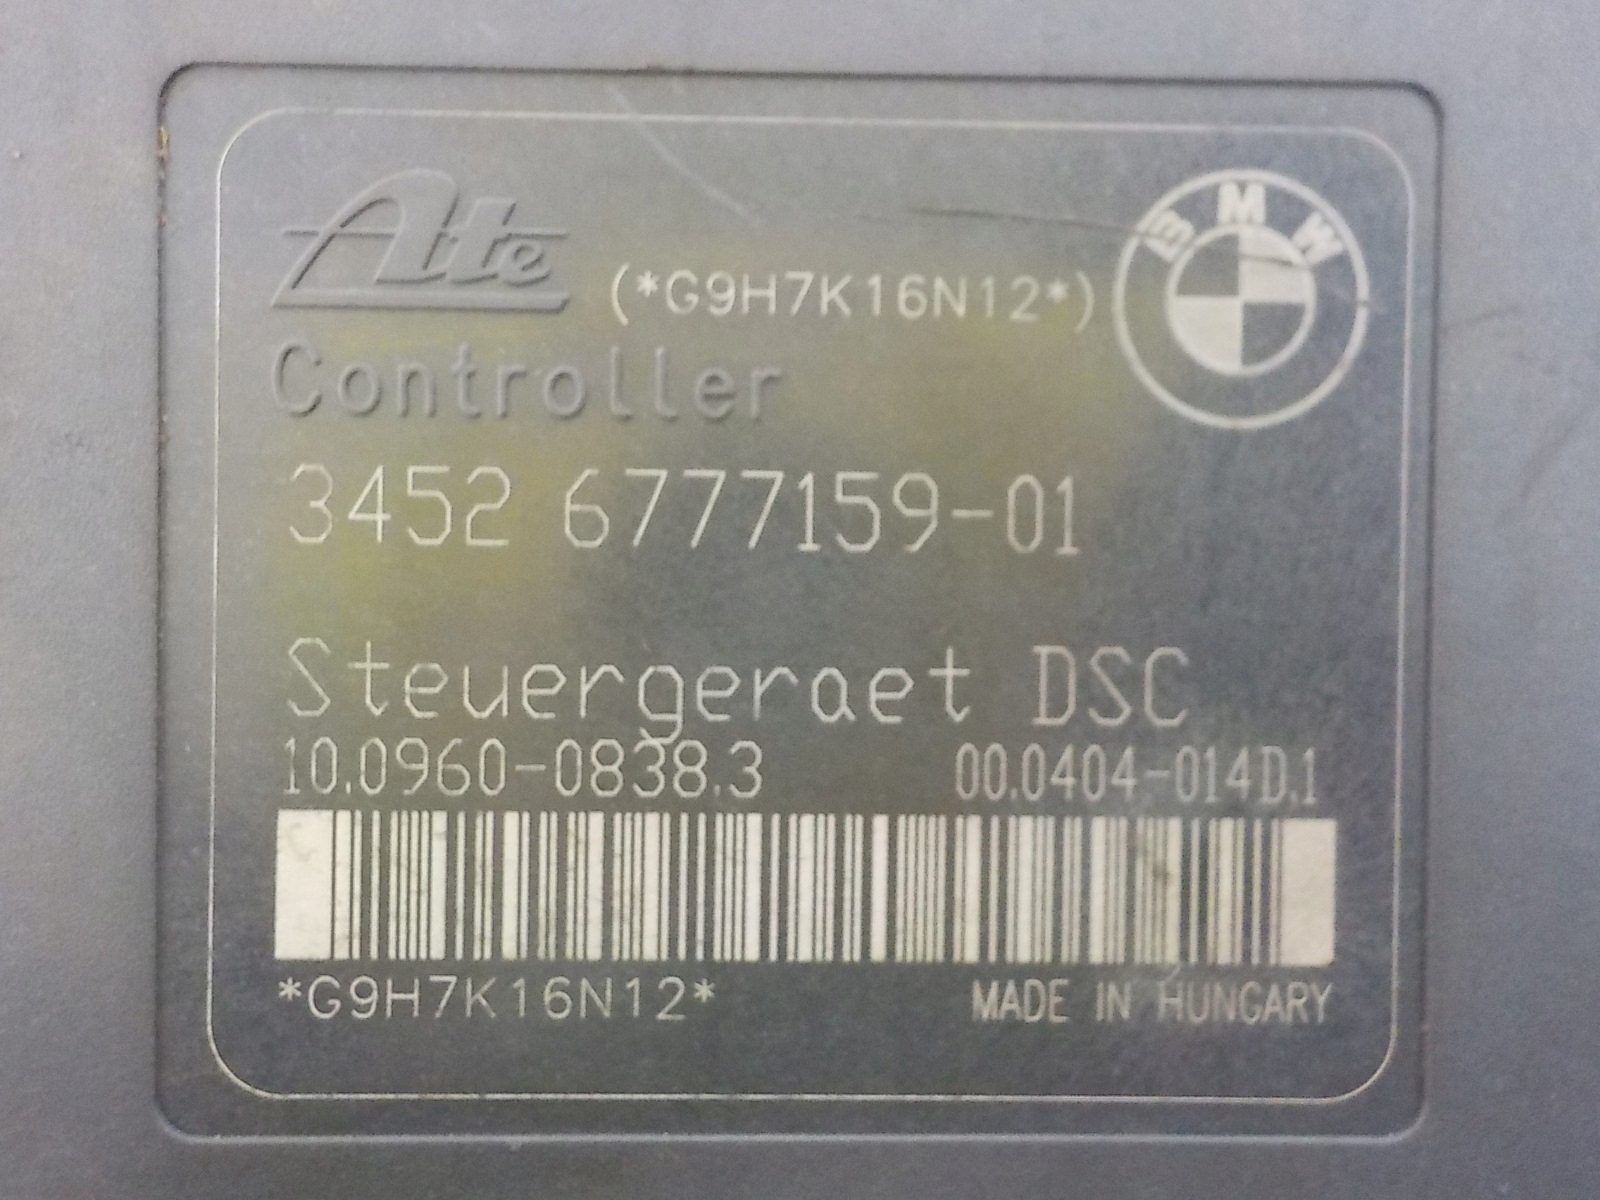 Ate
(*G9H7K16N12*)
BMW
Controller
3452 6777159-01
Steuergeraet DSC
10.0960-0838.3 00.0404-014D.1
*G9H7K16N12* MADE IN HUNGARY